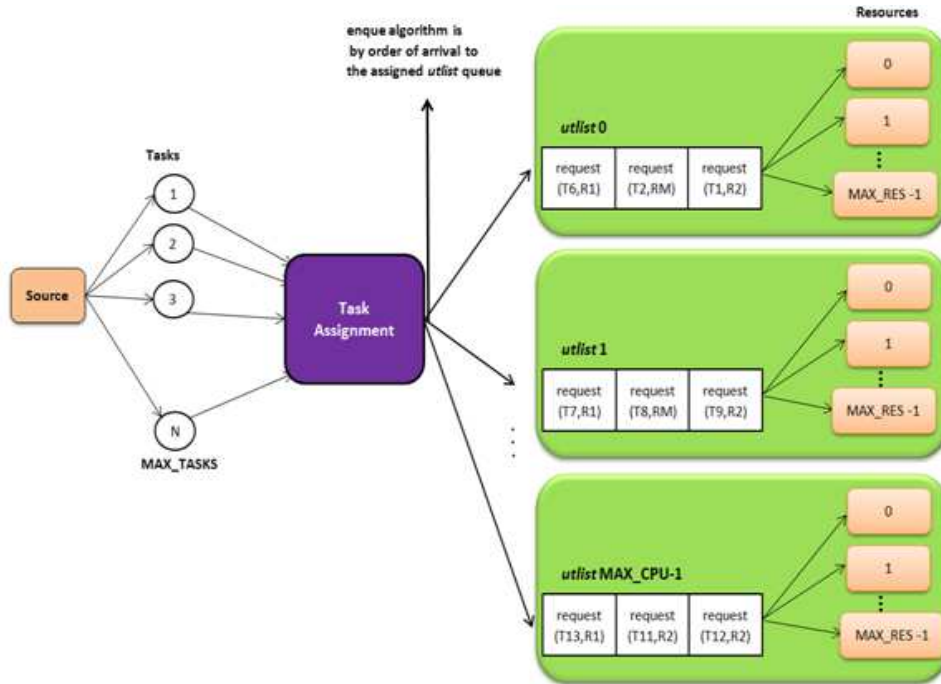 enque algorithm is
by order of arrival to
the assigned utlist queue
Resources
Tasks
1
2
3
N
MAX_TASKS
Source
Task
Assignment
utlist 0
request
(T6,R1)
request
(T2,RM)
request
(T1,R2)
0
1
MAX_RES -1
utlist 1
request
(T7,R1)
request
(T8,RM)
request
(T9,R2)
0
1
MAX_RES -1
utlist MAX_CPU-1
request
(T13,R1)
request
(T11,R2)
request
(T12,R2)
0
1
MAX_RES -1